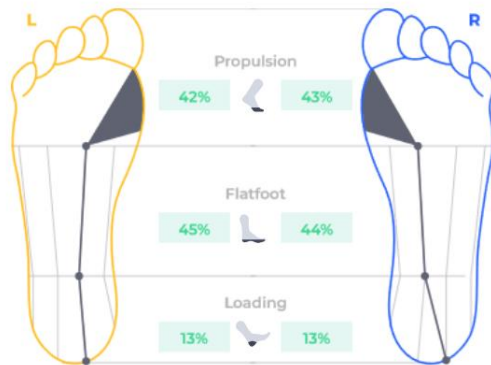 L
R
Propulsion
42% 43%
Flatfoot
45% 44%
Loading
13% 13%